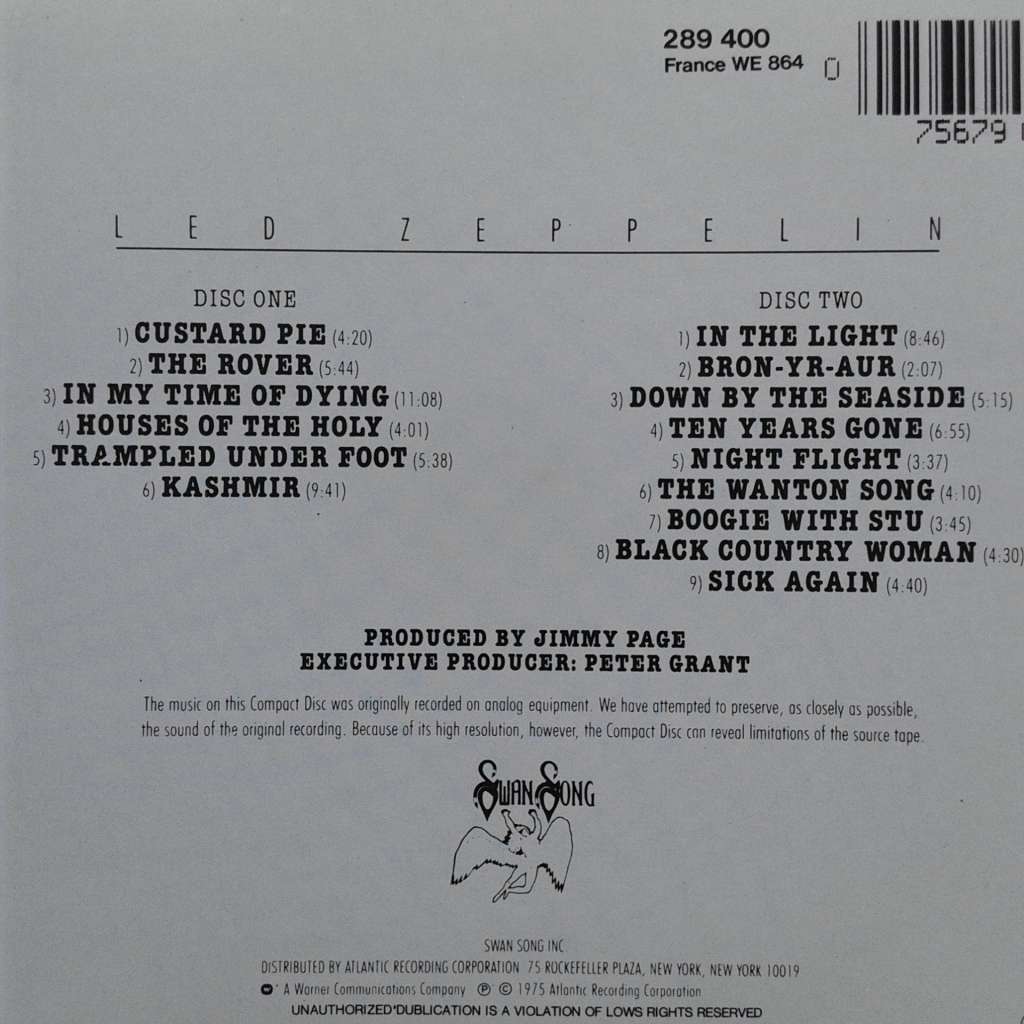 289 400
France WE 864
0
75679
LED ZEPPELIN
DISC ONE
1) CUSTARD PIE (4:20)
2) THE ROVER (5:44)
3) IN MY TIME OF DYING (11:08)
4) HOUSES OF THE HOLY (4:01)
5) TRAMPLED UNDER FOOT (5:38)
6) KASHMIR (9:41)
DISC TWO
1) IN THE LIGHT (8:46)
2) BRON-YR-AUR (2:07)
3) DOWN BY THE SEASIDE (5:15)
4) TEN YEARS GONE (6:55)
5) NIGHT FLIGHT (3:37)
6) THE WANTON SONG (4:10)
7) BOOGIE WITH STU (3:45)
8) BLACK COUNTRY WOMAN (4:30)
9) SICK AGAIN (4:40)
PRODUCED BY JIMMY PAGE
EXECUTIVE PRODUCER: PETER GRANT
The music on this Compact Disc was originally recorded on analog equipment. We have attempted to preserve, as closely as possible,
the sound of the original recording. Because of its high resolution, however, the Compact Disc can reveal limitations of the source tape.
SWAN SONG
SWAN SONG INC
DISTRIBUTED BY ATLANTIC RECORDING CORPORATION 75 ROCKEFELLER PLAZA, NEW YORK, NEW YORK 10019
A Warner Communications Company ℗ © 1975 Atlantic Recording Corporation
UNAUTHORIZED DUBLICATION IS A VIOLATION OF LOWS RIGHTS RESERVED